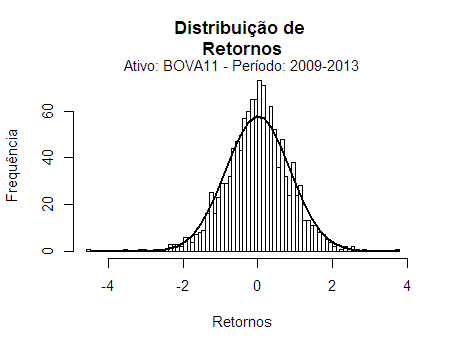 Distribuição de
Retornos
Ativo: BOVA11 - Período: 2009-2013
Frequência
60
40
20
0
-4 -2 0 2 4
Retornos